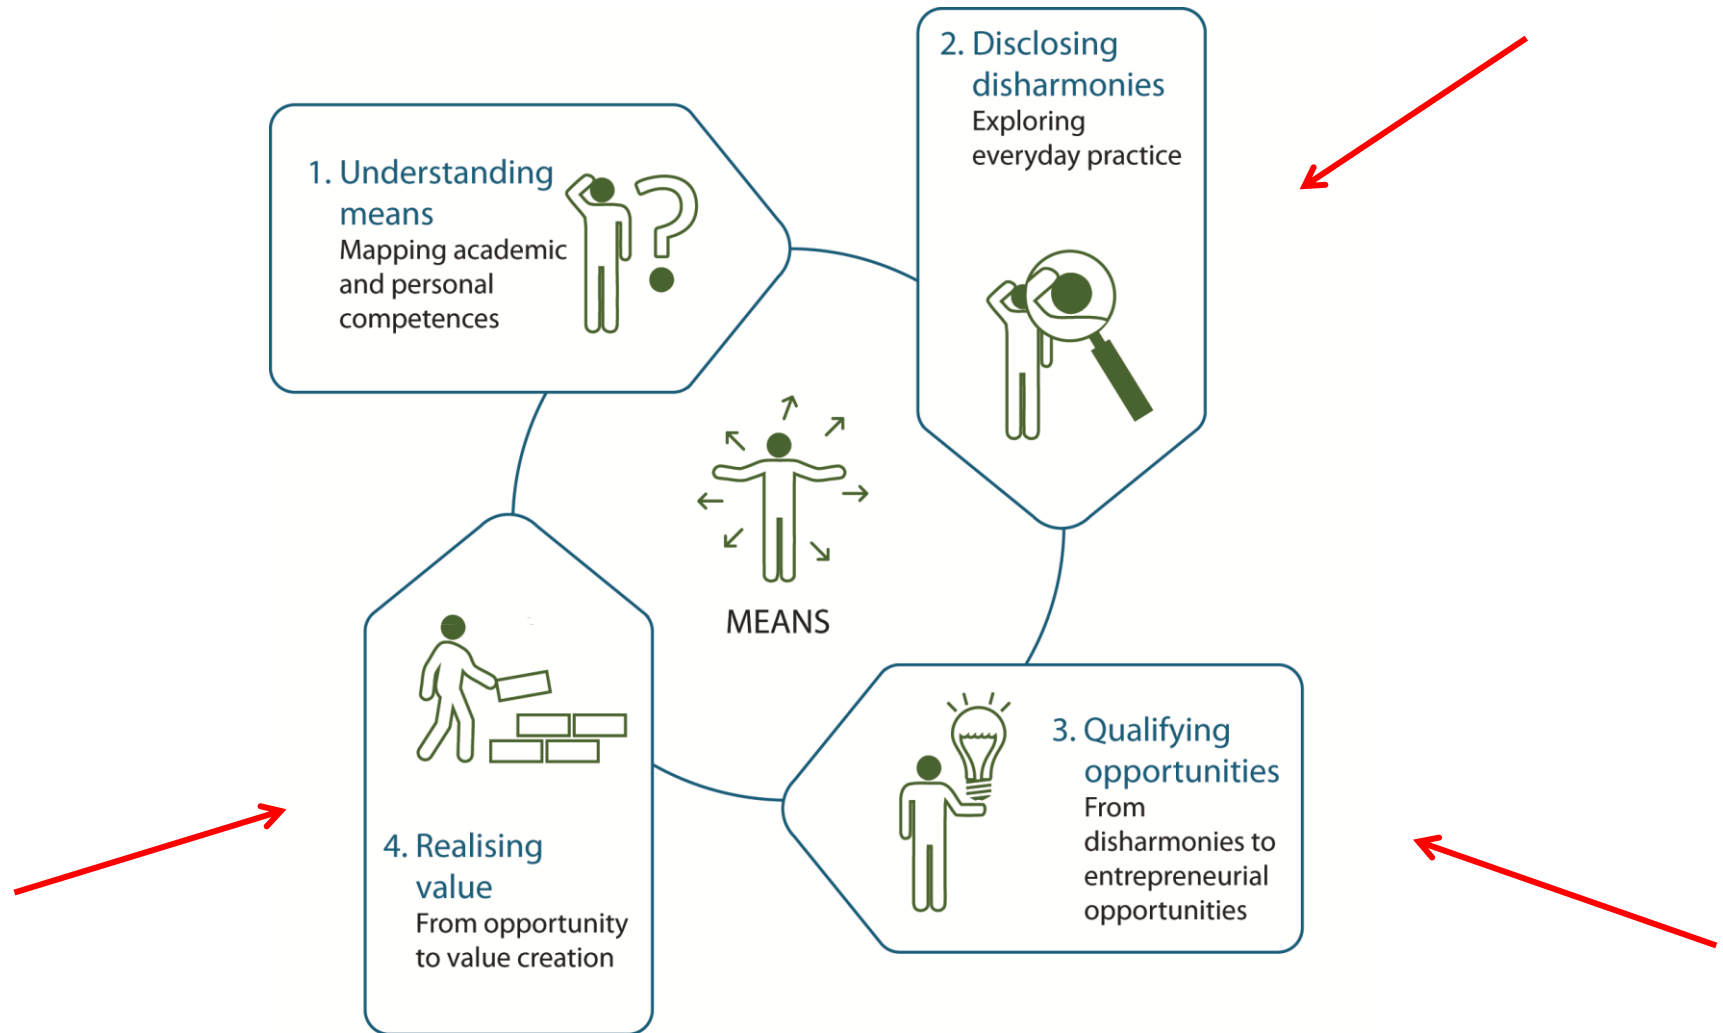 1. Understanding
means
Mapping academic
and personal
competences
2. Disclosing
disharmonies
Exploring
everyday practice
MEANS
3. Qualifying
opportunities
From
disharmonies to
entrepreneurial
opportunities
4. Realising
value
From opportunity
to value creation